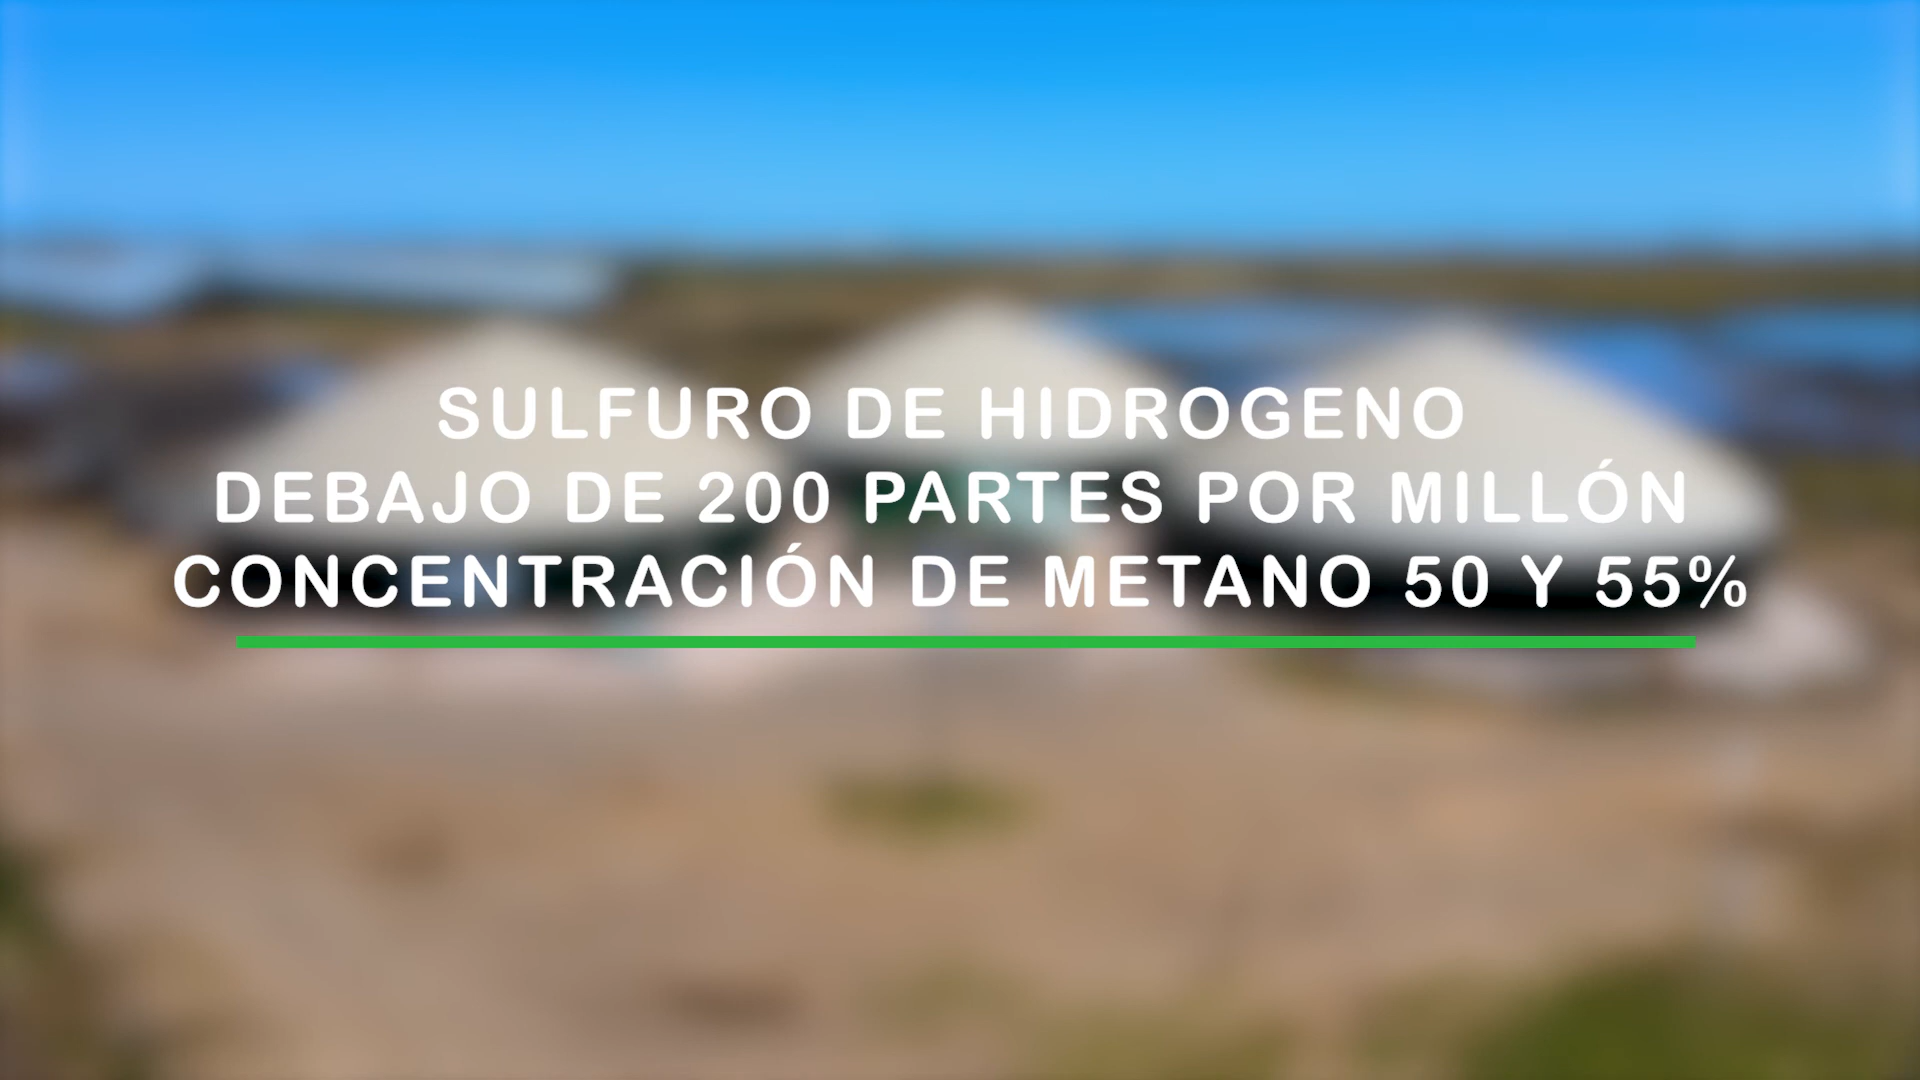 SULFURO DE HIDROGENO
DEBAJO DE 200 PARTES POR MILLÓN
CONCENTRACIÓN DE METANO 50 Y 55%